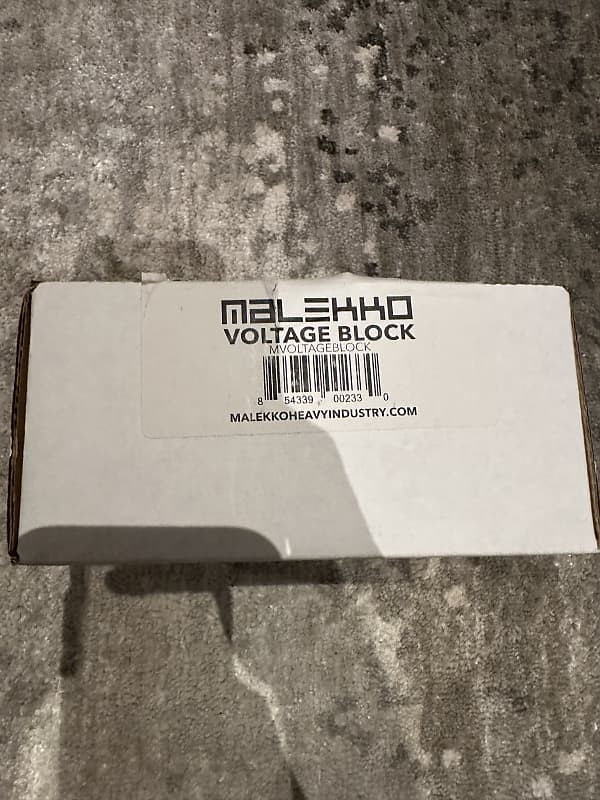 MALEKKO
VOLTAGE BLOCK
MVOLTAGEBLOCK
8 54339 00233 0
MALEKKOHEAVYINDUSTRY.COM